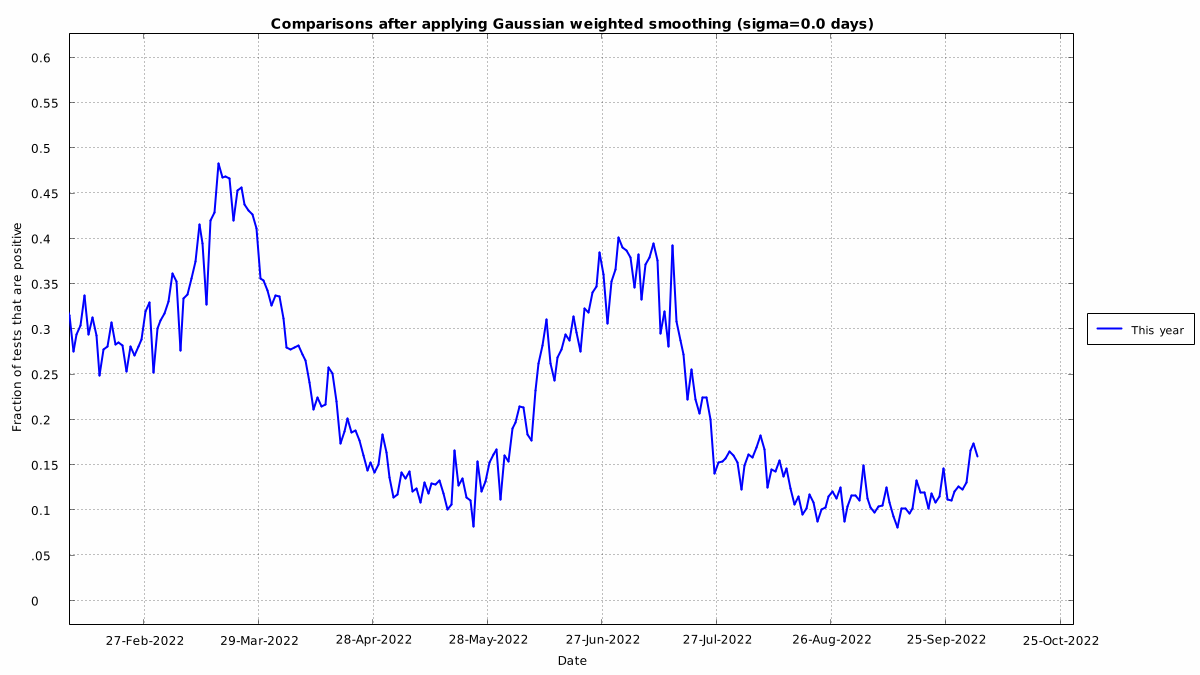 Comparisons after applying Gaussian weighted smoothing (sigma=0.0 days)
Fraction of tests that are positive
0.6
0.55
0.5
0.45
0.4
0.35
0.3
0.25
0.2
0.15
0.1
.05
0
27-Feb-2022 29-Mar-2022 28-Apr-2022 28-May-2022 27-Jun-2022 27-Jul-2022 26-Aug-2022 25-Sep-2022 25-Oct-2022
Date
This year